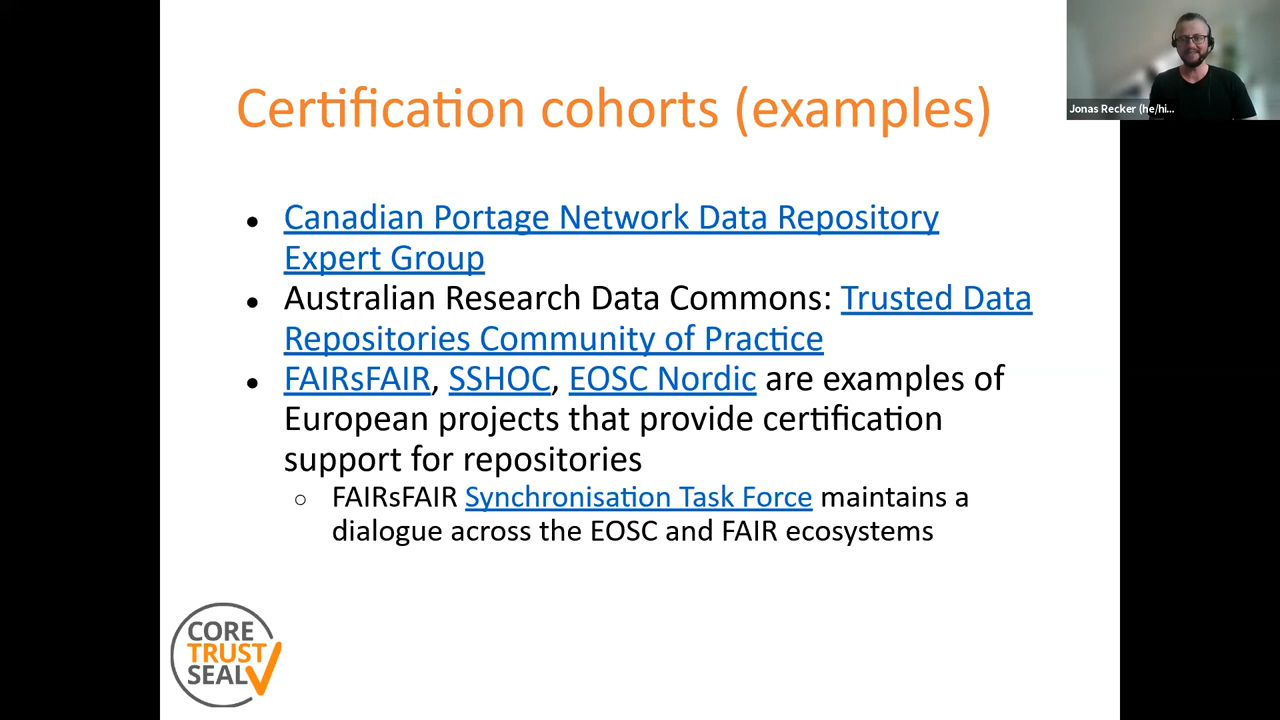 Certification cohorts (examples)
Jonas Recker (he/hi...
● Canadian Portage Network Data Repository
Expert Group
● Australian Research Data Commons: Trusted Data
Repositories Community of Practice
● FAIRsFAIR, SSHOC, EOSC Nordic are examples of
European projects that provide certification
support for repositories
○ FAIRsFAIR Synchronisation Task Force maintains a
dialogue across the EOSC and FAIR ecosystems
CORE
TRUST
SEAL